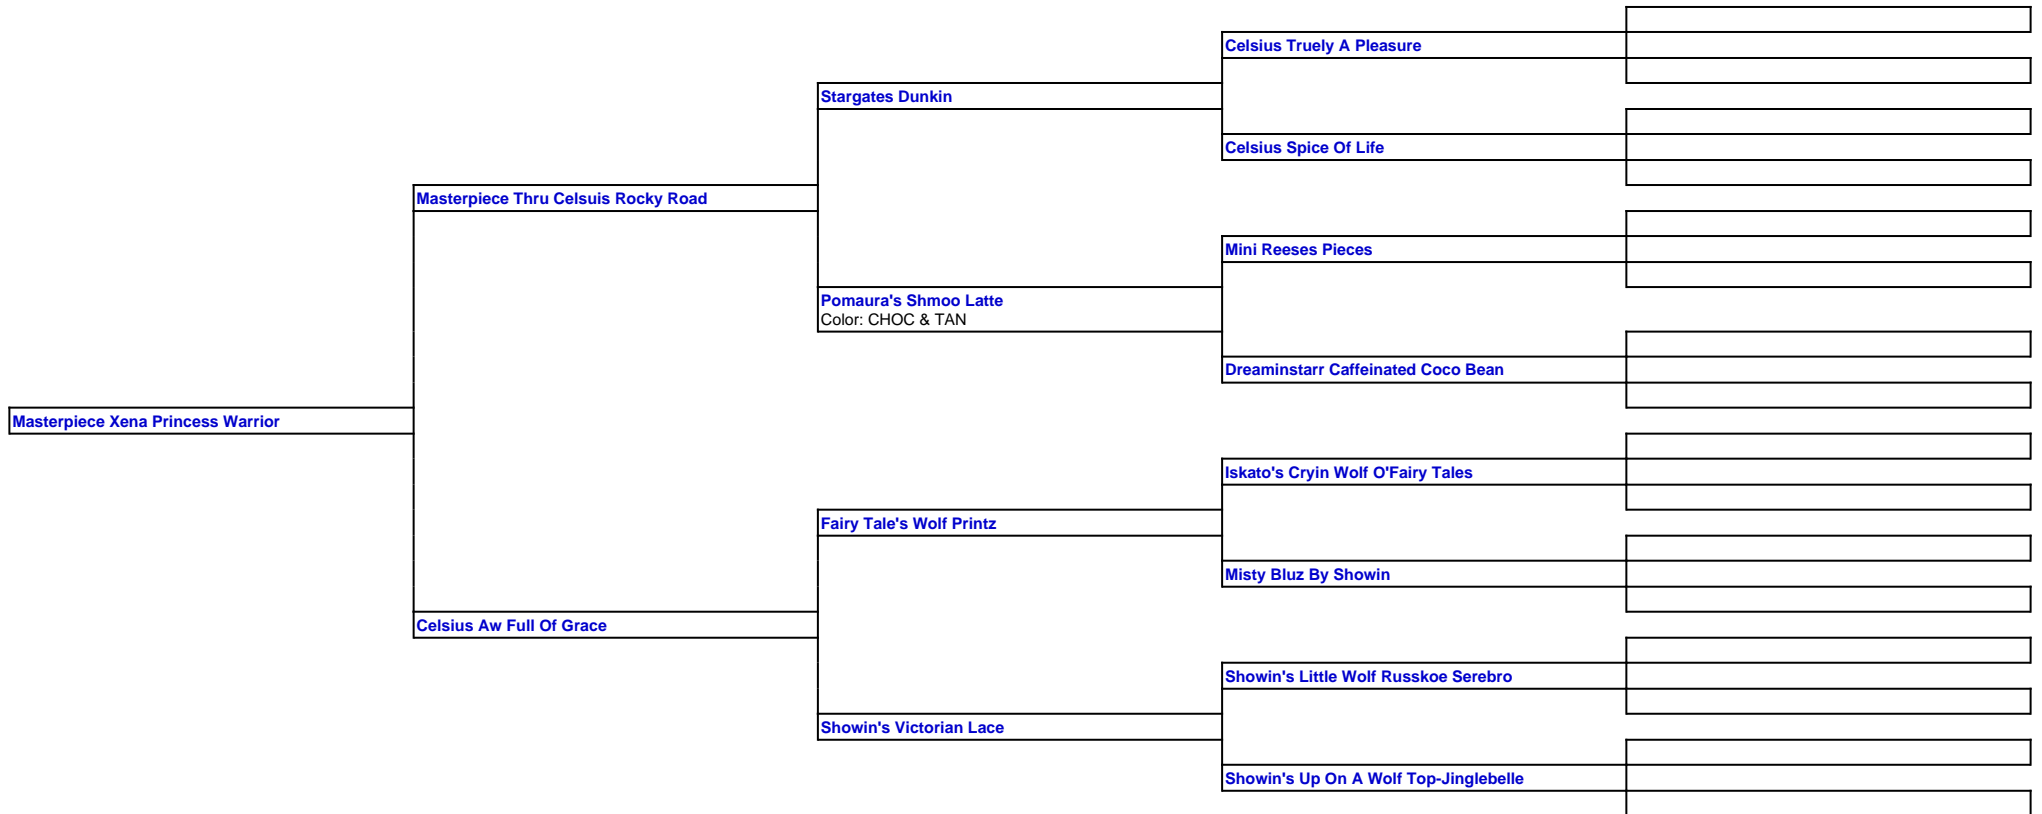 Celsius Truely A Pleasure
Stargates Dunkin
Celsius Spice Of Life
Masterpiece Thru Celsuis Rocky Road
Mini Reeses Pieces
Pomaura's Shmoo Latte
Color: CHOC & TAN
Dreaminstarr Caffeinated Coco Bean
Masterpiece Xena Princess Warrior
Iskato's Cryin Wolf O'Fairy Tales
Fairy Tale's Wolf Printz
Misty Bluz By Showin
Celsius Aw Full Of Grace
Showin's Little Wolf Russkoe Serebro
Showin's Victorian Lace
Showin's Up On A Wolf Top-Jinglebelle